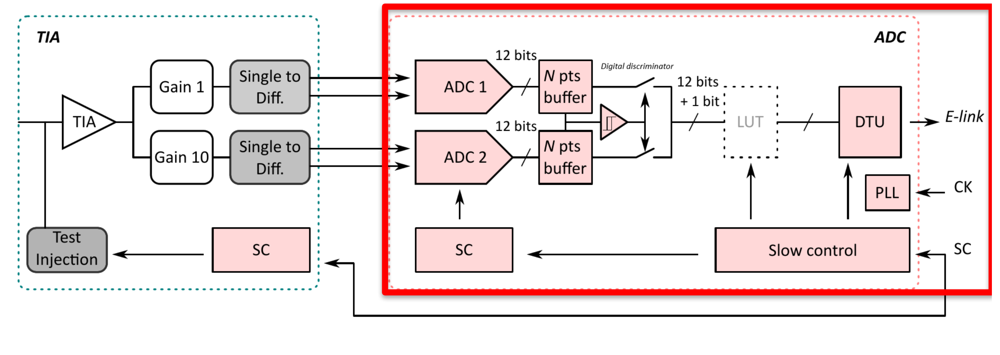 TIA
ADC
12 bits
Digital discriminator
Gain 1
Single to
Diff.
ADC 1
N pts
buffer
12 bits
+ 1 bit
TIA
LUT
DTU
E-link
12 bits
Gain 10
Single to
Diff.
ADC 2
N pts
buffer
PLL
CK
Test
Injection
SC
SC
Slow control
SC